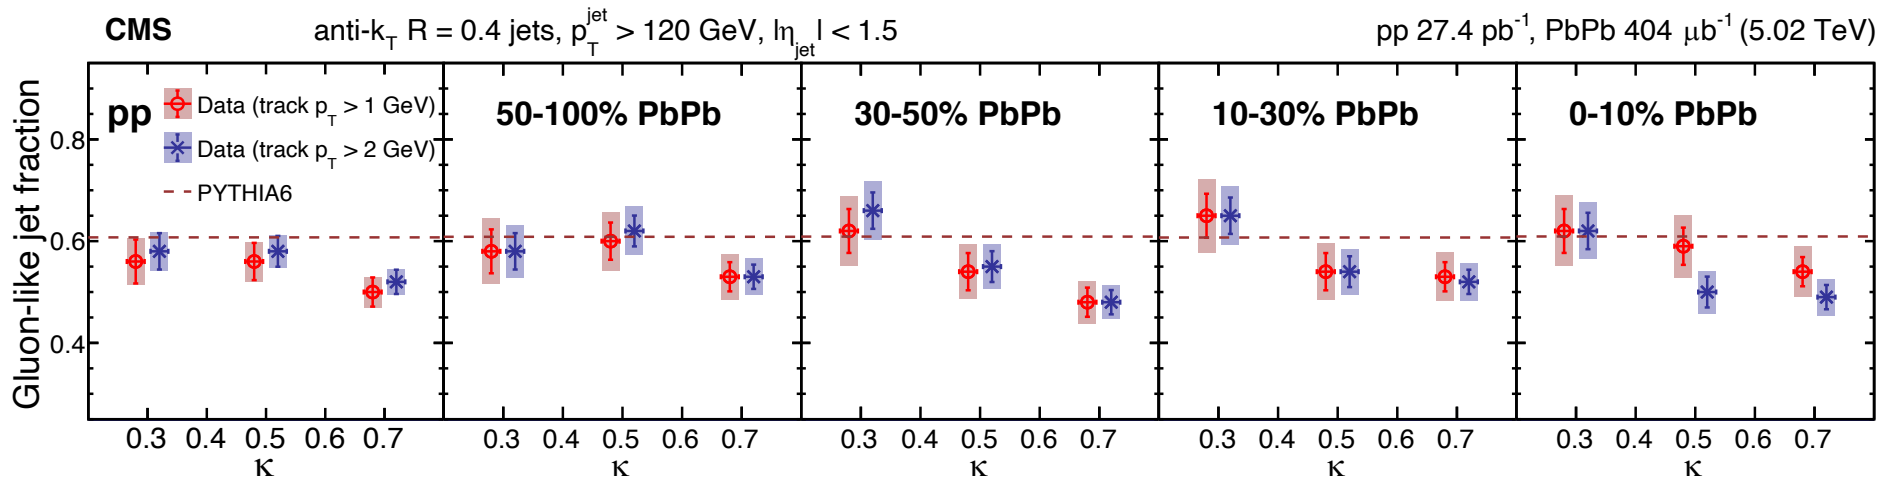 CMS anti-k_T R = 0.4 jets, p_T^jet > 120 GeV, |η_jet| < 1.5 pp 27.4 pb⁻¹, PbPb 404 μb⁻¹ (5.02 TeV)
Gluon-like jet fraction
0.8
0.6
0.4
pp
Data (track p_T > 1 GeV)
Data (track p_T > 2 GeV)
PYTHIA6
50-100% PbPb
30-50% PbPb
10-30% PbPb
0-10% PbPb
0.3 0.4 0.5 0.6 0.7 0.3 0.4 0.5 0.6 0.7 0.3 0.4 0.5 0.6 0.7 0.3 0.4 0.5 0.6 0.7 0.3 0.4 0.5 0.6 0.7
κ κ κ κ κ